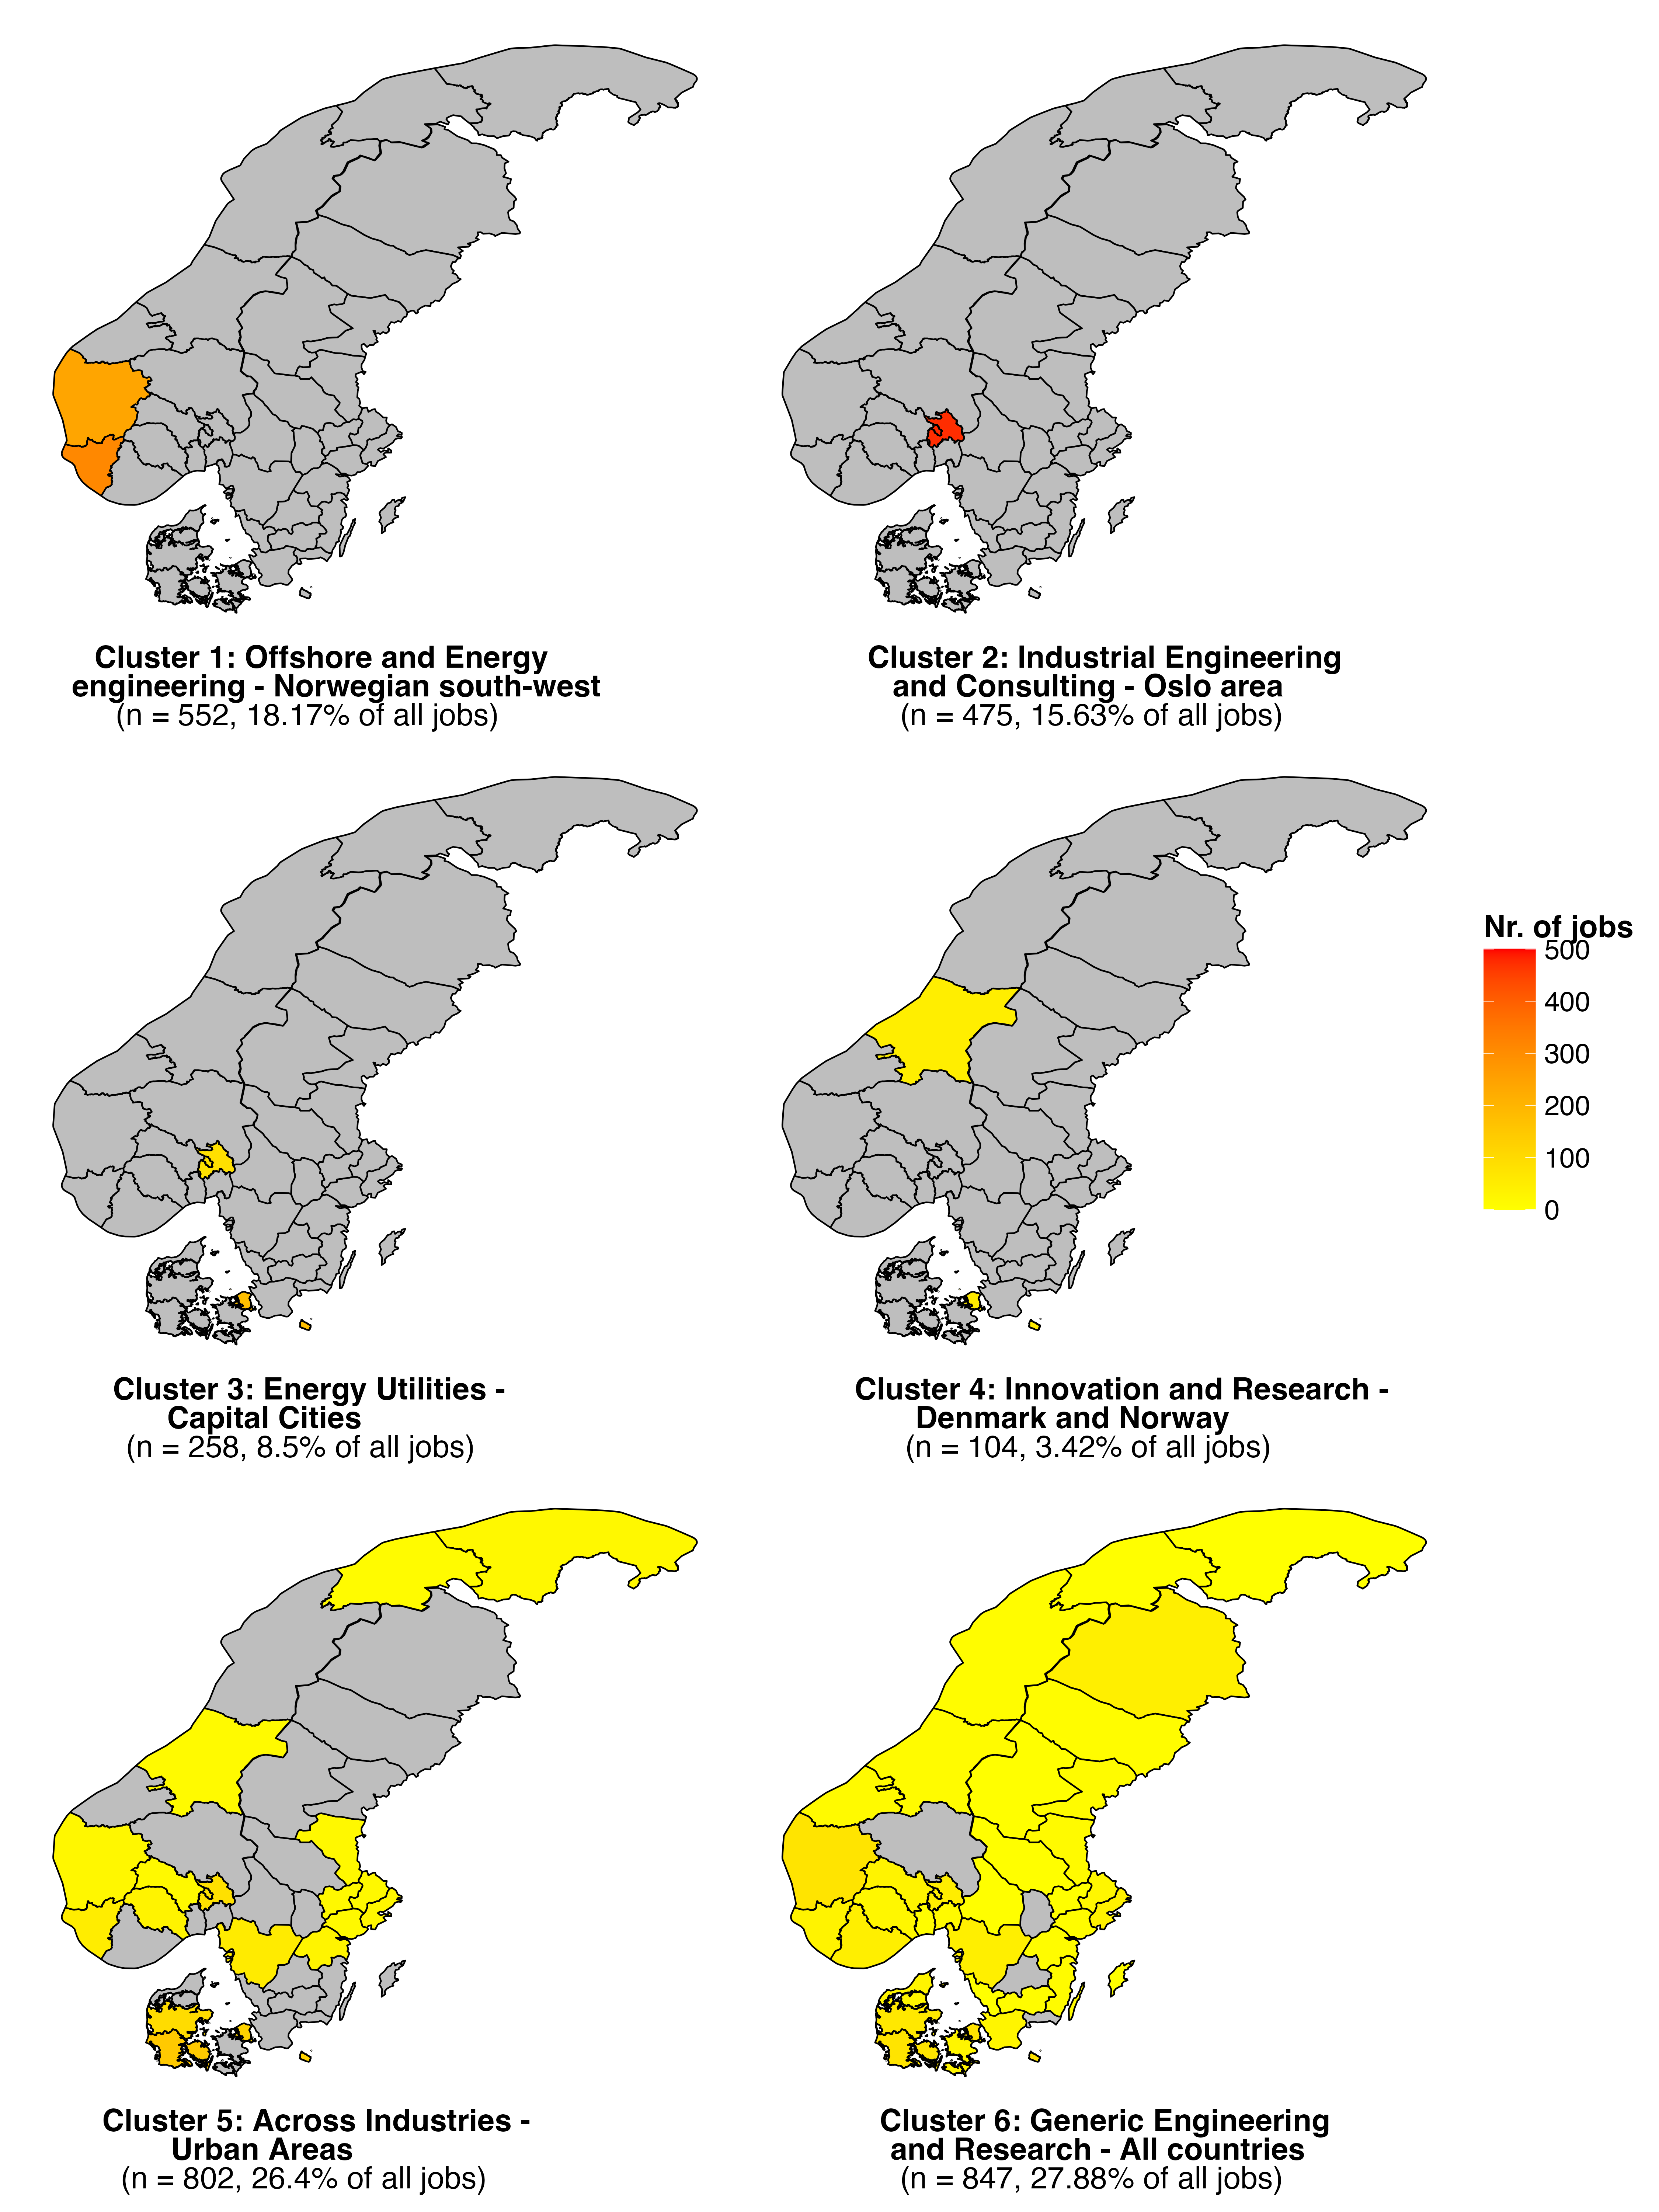 Cluster 1: Offshore and Energy
engineering - Norwegian south-west
(n = 552, 18.17% of all jobs)
Cluster 2: Industrial Engineering
and Consulting - Oslo area
(n = 475, 15.63% of all jobs)
Nr. of jobs
500
400
300
200
100
0
Cluster 3: Energy Utilities -
Capital Cities
(n = 258, 8.5% of all jobs)
Cluster 4: Innovation and Research -
Denmark and Norway
(n = 104, 3.42% of all jobs)
Cluster 5: Across Industries -
Urban Areas
(n = 802, 26.4% of all jobs)
Cluster 6: Generic Engineering
and Research - All countries
(n = 847, 27.88% of all jobs)